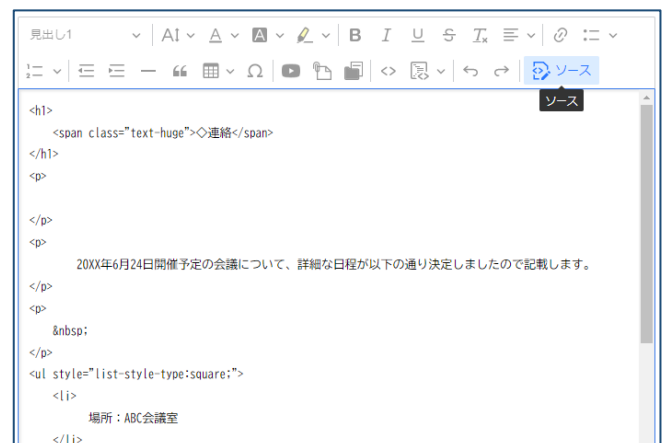 見出し1
ソース
ソース
<h1>
<span class="text-huge">◇連絡</span>
</h1>
<p>
</p>
<p>
20XX年6月24日開催予定の会議について、詳細な日程が以下の通り決定しましたので記載します。
</p>
<p>
&nbsp;
</p>
<ul style="list-style-type:square;">
<li>
場所：ABC会議室
</li>